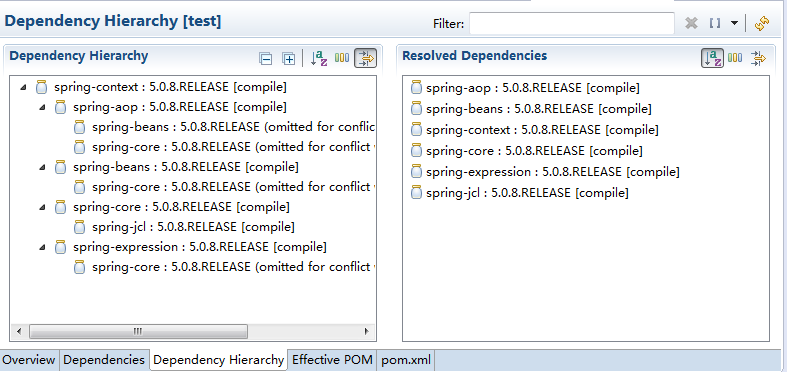 Dependency Hierarchy [test]
Filter:
Dependency Hierarchy
spring-context : 5.0.8.RELEASE [compile]
spring-aop : 5.0.8.RELEASE [compile]
spring-beans : 5.0.8.RELEASE (omitted for conflic
spring-core : 5.0.8.RELEASE (omitted for conflict
spring-beans : 5.0.8.RELEASE [compile]
spring-core : 5.0.8.RELEASE (omitted for conflict
spring-core : 5.0.8.RELEASE [compile]
spring-jcl : 5.0.8.RELEASE [compile]
spring-expression : 5.0.8.RELEASE [compile]
spring-core : 5.0.8.RELEASE (omitted for conflict
Resolved Dependencies
spring-aop : 5.0.8.RELEASE [compile]
spring-beans : 5.0.8.RELEASE [compile]
spring-context : 5.0.8.RELEASE [compile]
spring-core : 5.0.8.RELEASE [compile]
spring-expression : 5.0.8.RELEASE [compile]
spring-jcl : 5.0.8.RELEASE [compile]
Overview Dependencies Dependency Hierarchy Effective POM pom.xml